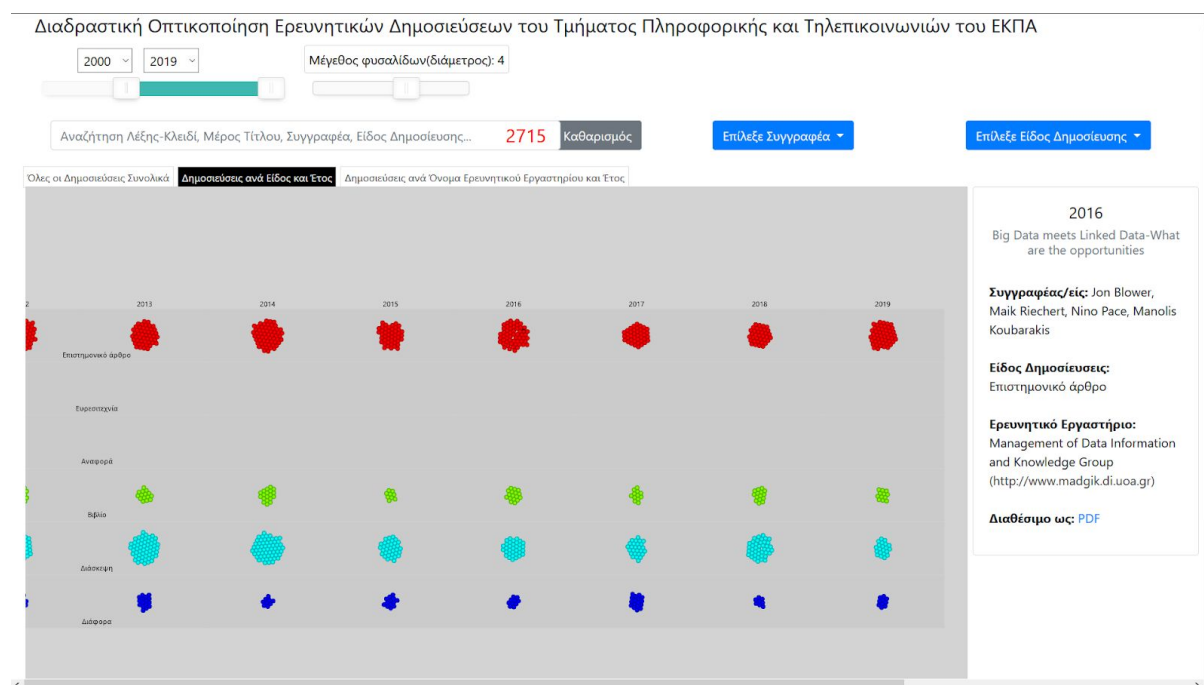 Διαδραστική Οπτικοποίηση Ερευνητικών Δημοσιεύσεων του Τμήματος Πληροφορικής και Τηλεπικοινωνιών του ΕΚΠΑ
2000 2019 Μέγεθος φυσαλίδων(διάμετρος): 4
Αναζήτηση Λέξης-Κλειδί, Μέρος Τίτλου, Συγγραφέα, Είδος Δημοσίευσης... 2715 Καθαρισμός Επίλεξε Συγγραφέα Επίλεξε Είδος Δημοσίευσης
Όλες οι Δημοσιεύσεις Συνολικά Δημοσιεύσεις ανά Είδος και Έτος Δημοσιεύσεις ανά Όνομα Ερευνητικού Εργαστηρίου και Έτος
2 2013 2014 2015 2016 2017 2018 2019
Επιστημονικό άρθρο
Ευρεσιτεχνία
Αναφορά
Βιβλίο
Διάσκεψη
Διάφορα
2016
Big Data meets Linked Data-What
are the opportunities
Συγγραφέας/είς: Jon Blower,
Maik Riechert, Nino Pace, Manolis
Koubarakis
Είδος Δημοσίευσεις:
Επιστημονικό άρθρο
Ερευνητικό Εργαστήριο:
Management of Data Information
and Knowledge Group
(http://www.madgik.di.uoa.gr)
Διαθέσιμο ως: PDF